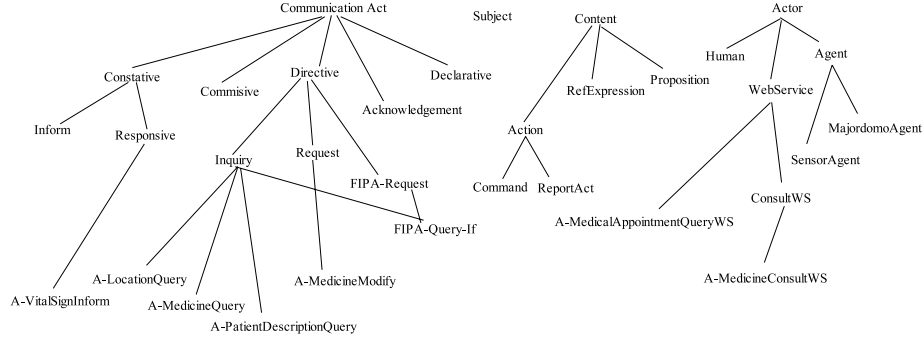 Communication Act
Subject
Content
Actor
Constative
Commisive
Directive
Acknowledgement
Declarative
RefExpression
Proposition
Human
WebService
Agent
Inform
Responsive
Inquiry
Request
FIPA-Request
FIPA-Query-If
Action
Command
ReportAct
SensorAgent
MajordomoAgent
A-MedicalAppointmentQueryWS
ConsultWS
A-MedicineConsultWS
A-VitalSignInform
A-LocationQuery
A-MedicineQuery
A-PatientDescriptionQuery
A-MedicineModify